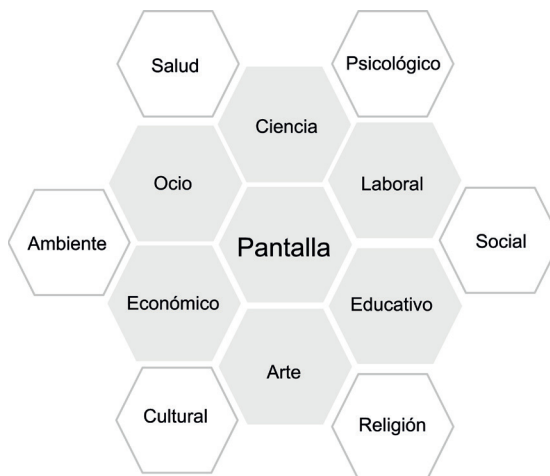 Salud
Psicológico
Ciencia
Ocio
Laboral
Ambiente
Pantalla
Social
Económico
Educativo
Arte
Cultural
Religión